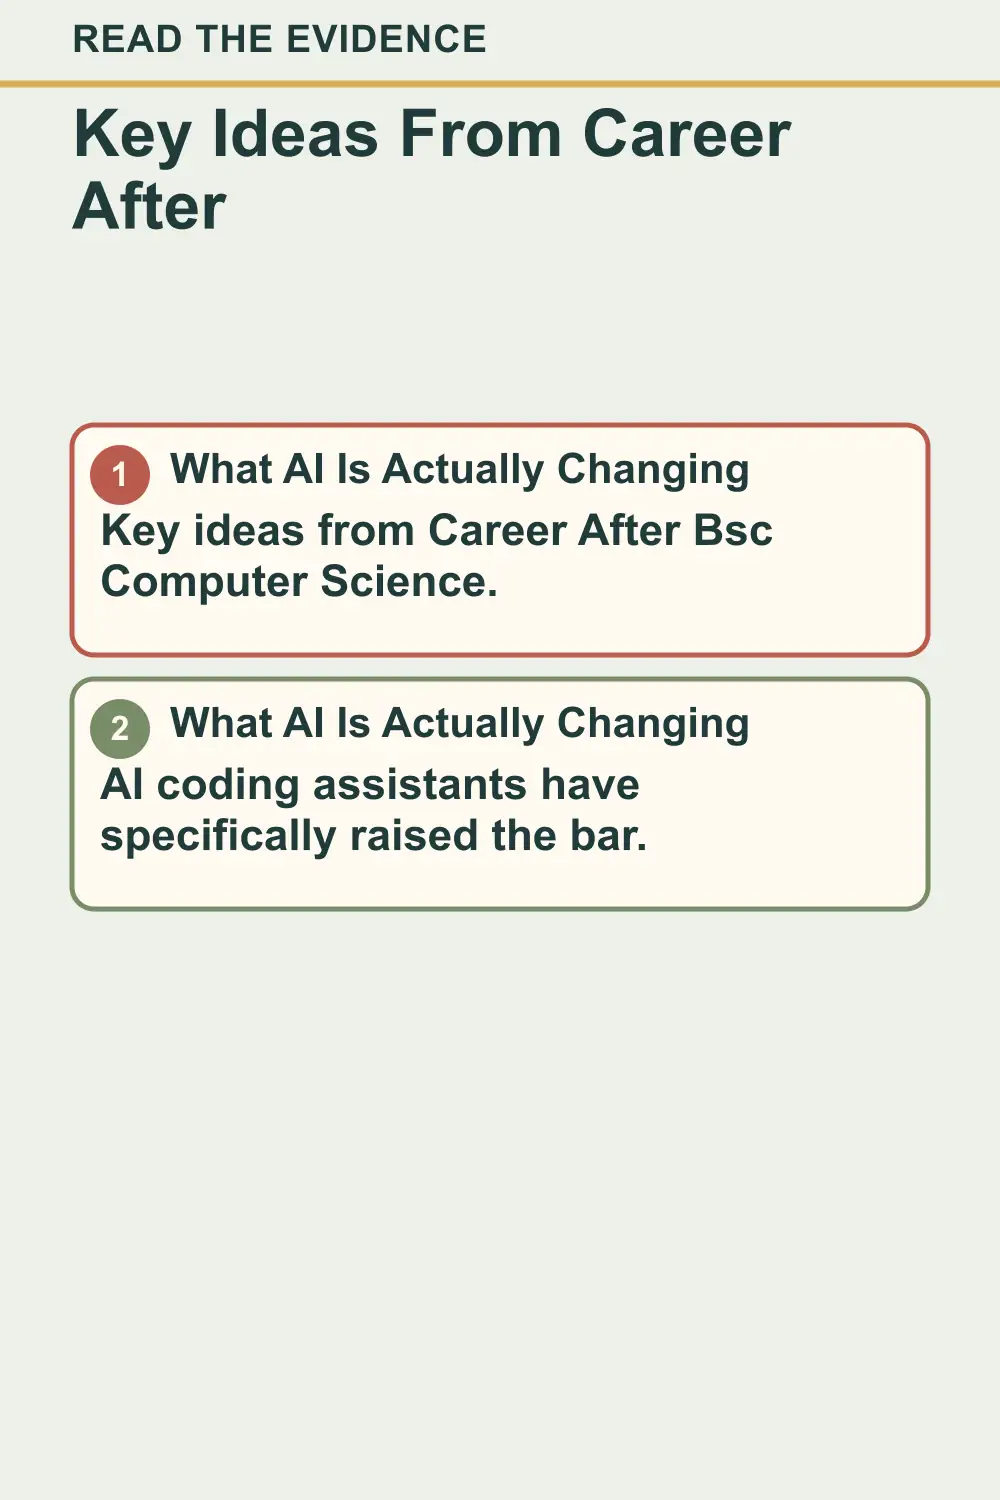 READ THE EVIDENCE
Key Ideas From Career
After
1 What AI Is Actually Changing
Key ideas from Career After Bsc
Computer Science.
2 What AI Is Actually Changing
AI coding assistants have
specifically raised the bar.